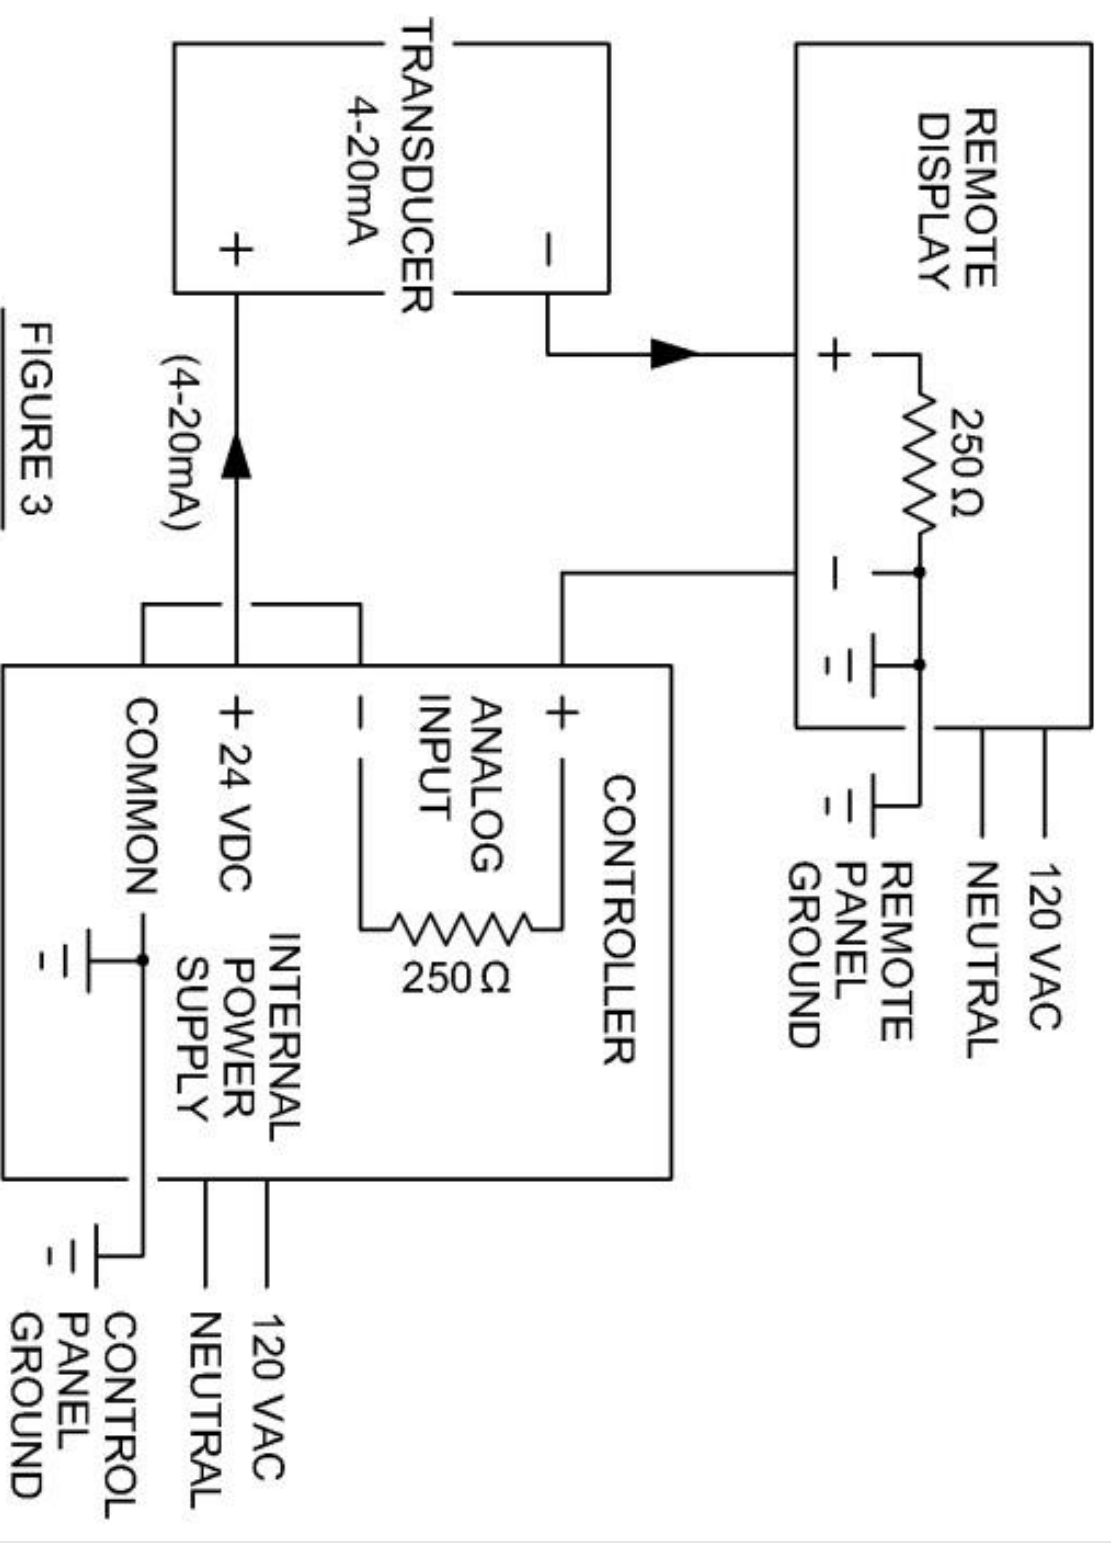 REMOTE
DISPLAY
250 Ω
+
-
120 VAC
NEUTRAL
REMOTE
PANEL
GROUND
TRANSDUCER
4-20mA
-
+
(4-20mA)
CONTROLLER
+
ANALOG
INPUT
-
250 Ω
+ 24 VDC
COMMON
INTERNAL
POWER
SUPPLY
120 VAC
NEUTRAL
CONTROL
PANEL
GROUND
FIGURE 3